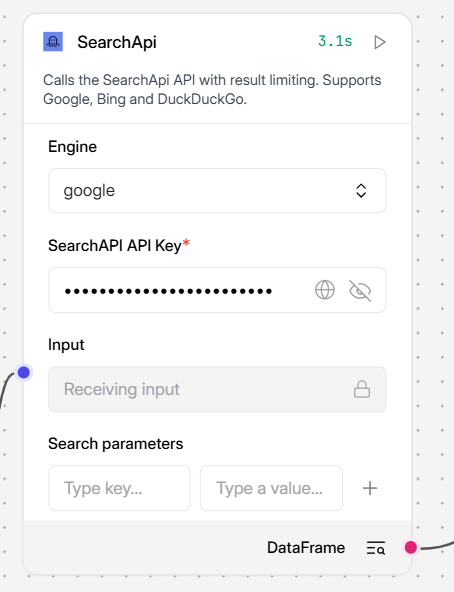 SearchApi 3.1s
Calls the SearchApi API with result limiting. Supports
Google, Bing and DuckDuckGo.
Engine
google
SearchAPI API Key*
••••••••••••••••••••••••
Input
Receiving input
Search parameters
Type key... Type a value...
DataFrame